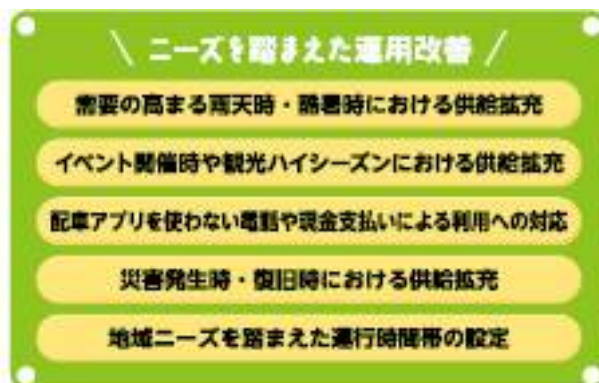 ニーズを踏まえた運用改善
需要の高まる雨天時・酷暑時における供給拡充
イベント開催時や観光ハイシーズンにおける供給拡充
配車アプリを使わない電話や現金支払いによる利用への対応
災害発生時・復旧時における供給拡充
地域ニーズを踏まえた運行時間帯の設定